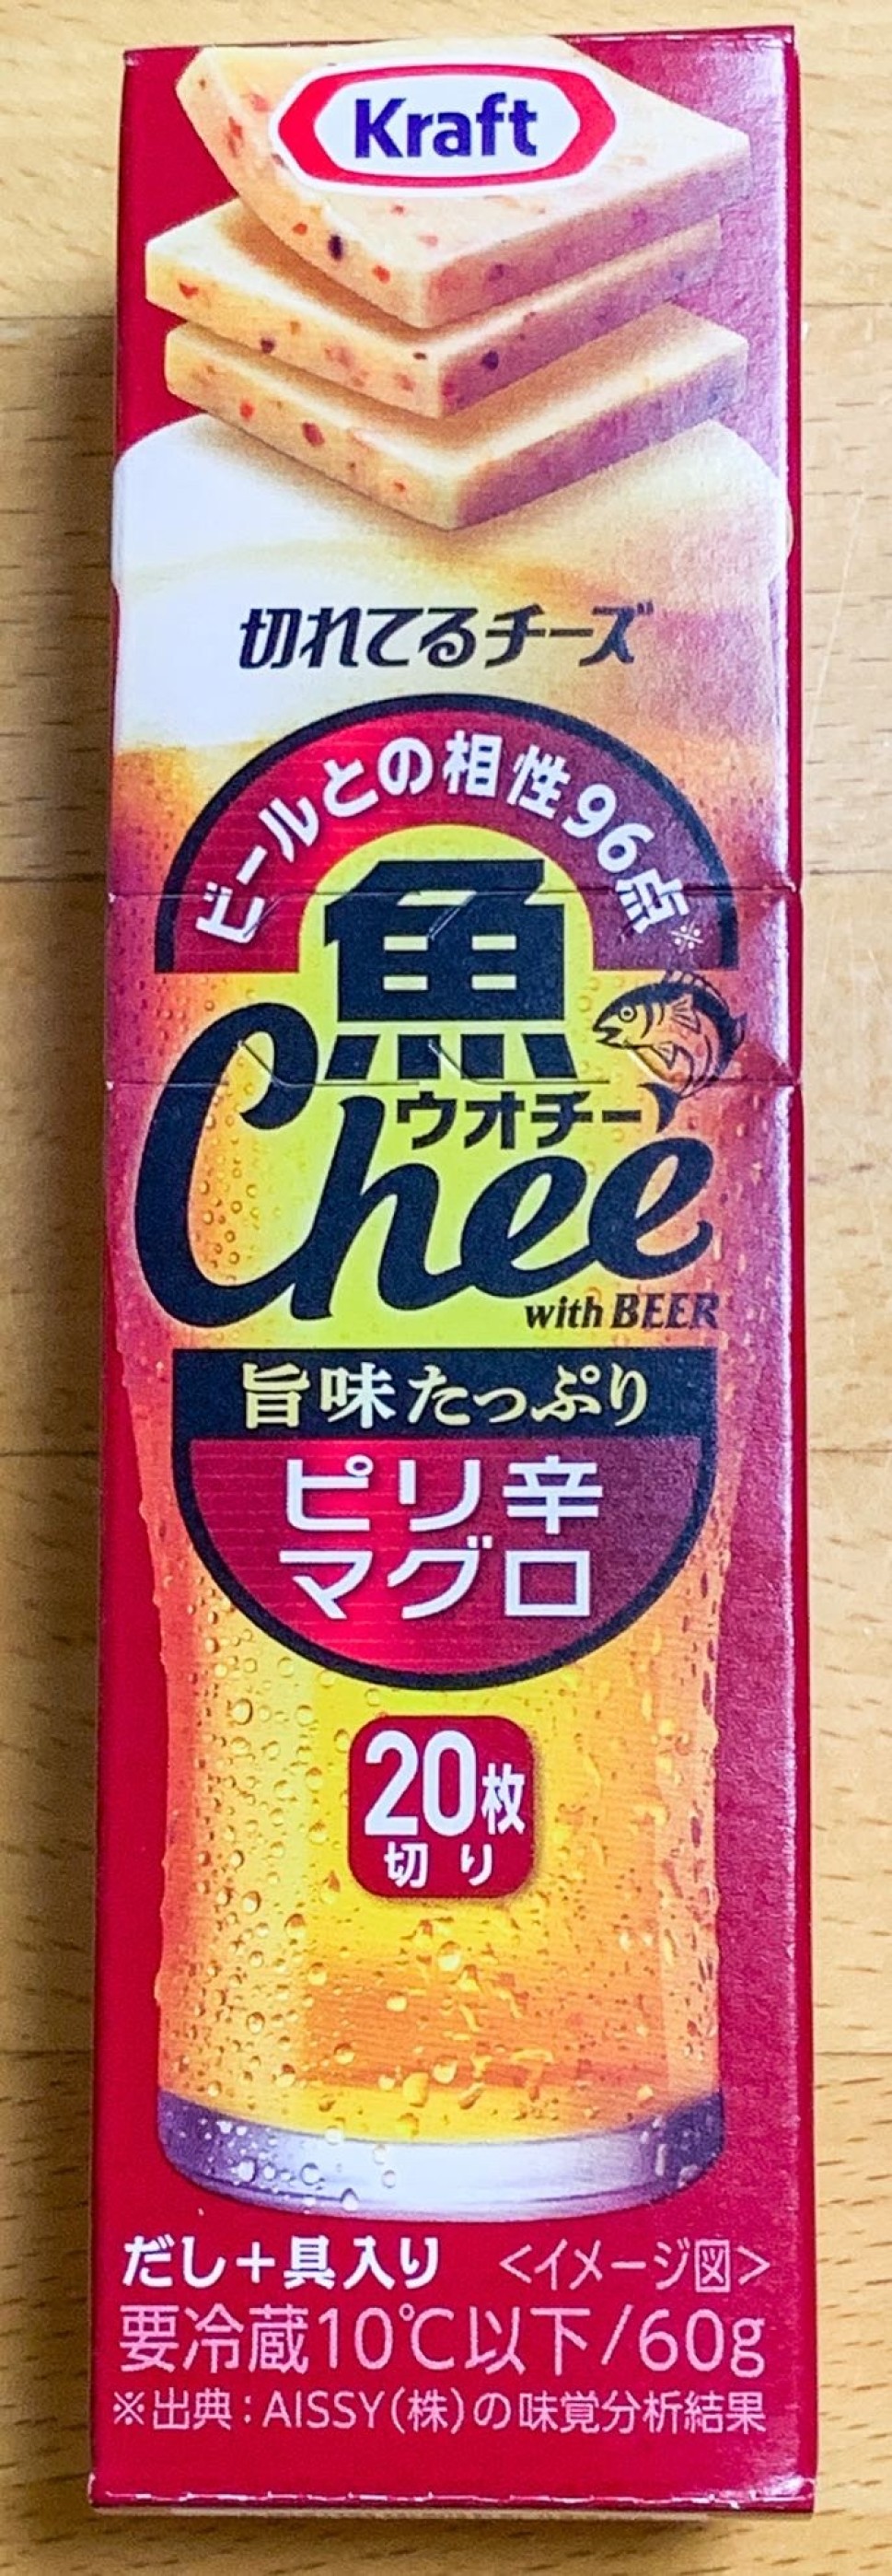 Kraft
切れてるチーズ
ビールとの相性96点※
魚
ウオチー
Chee
with BEER
旨味たっぷり
ピリ辛
マグロ
20枚
切り
だし+具入り <イメージ図>
要冷蔵10℃以下/60g
※出典:AISSY(株)の味覚分析結果